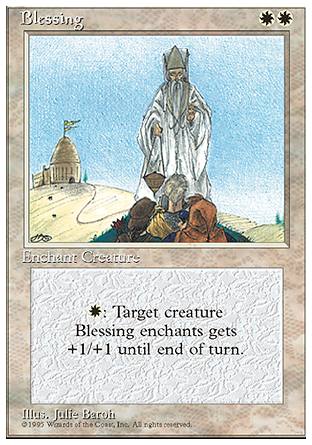 Blessing
Enchant Creature
: Target creature
Blessing enchants gets
+1/+1 until end of turn.
Illus. Julie Baroh
©1995 Wizards of the Coast, Inc. All rights reserved.